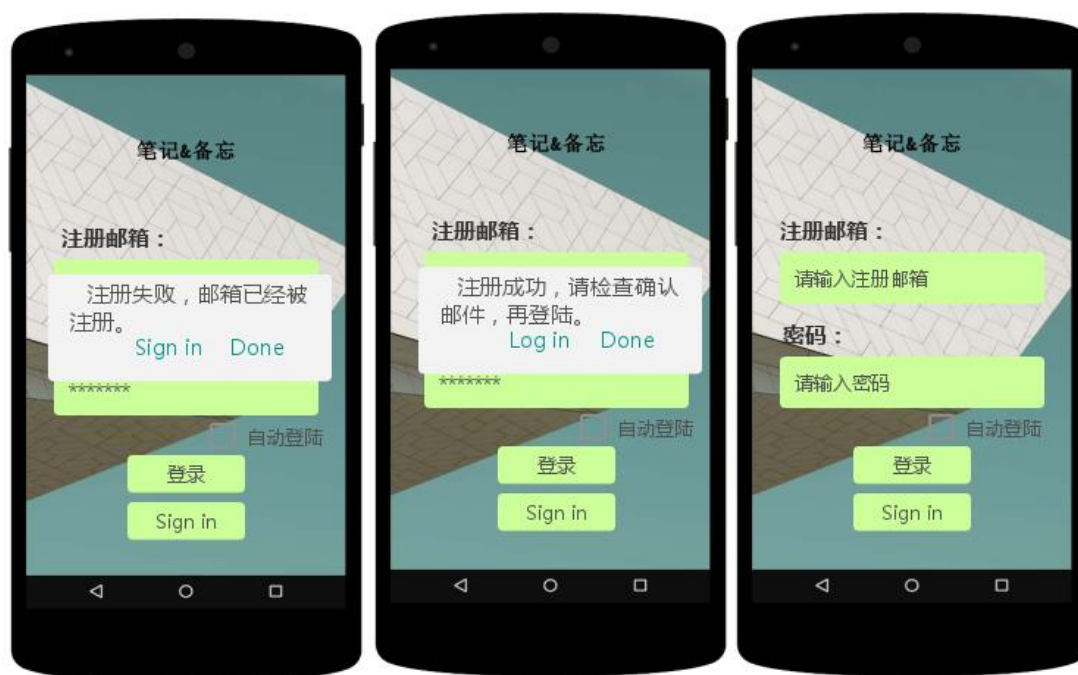 笔记&备忘
注册邮箱：
注册失败，邮箱已经被
注册。
Sign in Done
*******
自动登陆
登录
Sign in
笔记&备忘
注册邮箱：
注册成功，请检查确认
邮件，再登陆。
Log in Done
*******
自动登陆
登录
Sign in
笔记&备忘
注册邮箱：
请输入注册邮箱
密码：
请输入密码
自动登陆
登录
Sign in